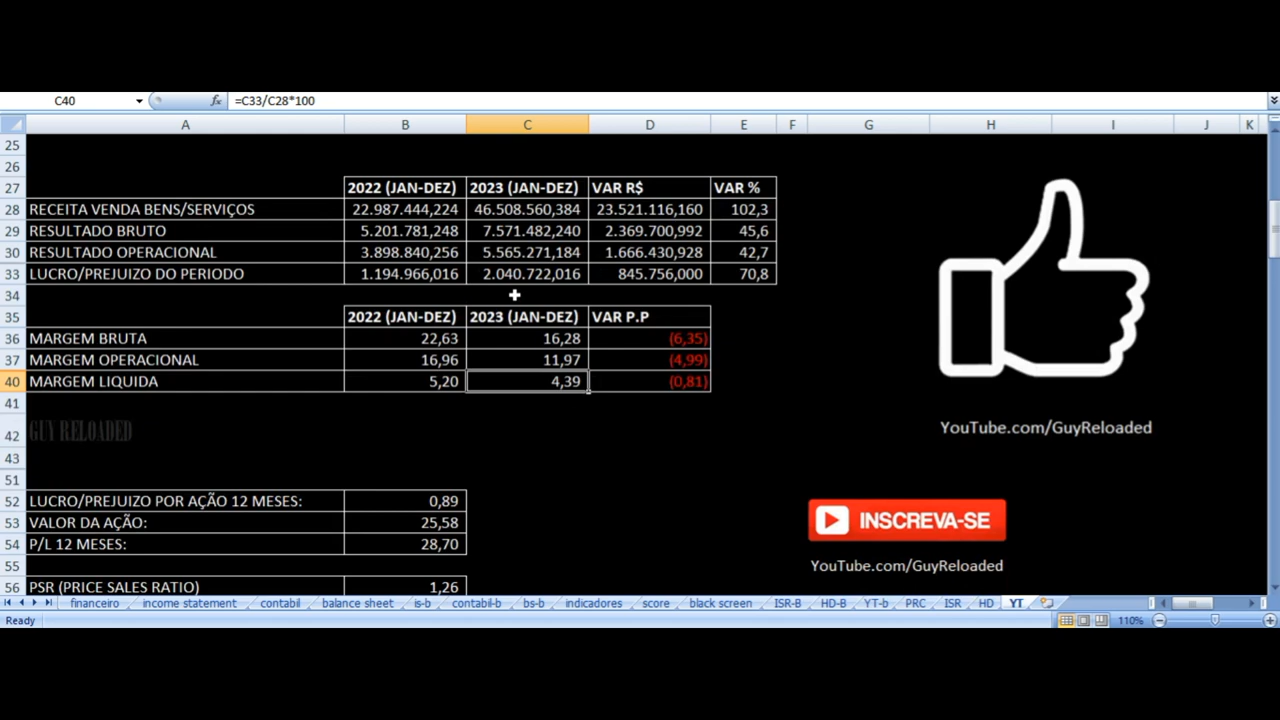 C40 fx =C33/C28*100
A B C D E F G H I J K
25
26
27 2022 (JAN-DEZ) 2023 (JAN-DEZ) VAR R$ VAR %
28 RECEITA VENDA BENS/SERVIÇOS 22.987.444,224 46.508.560,384 23.521.116,160 102,3
29 RESULTADO BRUTO 5.201.781,248 7.571.482,240 2.369.700,992 45,6
30 RESULTADO OPERACIONAL 3.898.840,256 5.565.271,184 1.666.430,928 42,7
33 LUCRO/PREJUIZO DO PERIODO 1.194.966,016 2.040.722,016 845.756,000 70,8
34
35 2022 (JAN-DEZ) 2023 (JAN-DEZ) VAR P.P
36 MARGEM BRUTA 22,63 16,28 (6,35)
37 MARGEM OPERACIONAL 16,96 11,97 (4,99)
40 MARGEM LIQUIDA 5,20 4,39 (0,81)
41
YouTube.com/GuyReloaded
42 GUY RELOADED
43
51
52 LUCRO/PREJUIZO POR AÇÃO 12 MESES: 0,89
53 VALOR DA AÇÃO: 25,58
INSCREVA-SE
54 P/L 12 MESES: 28,70
55
YouTube.com/GuyReloaded
56 PSR (PRICE SALES RATIO) 1,26
financeiro income statement contabil balance sheet is-b contabil-b bs-b indicadores score black screen ISR-B HD-B YT-b PRC ISR HD YT
Ready 110%